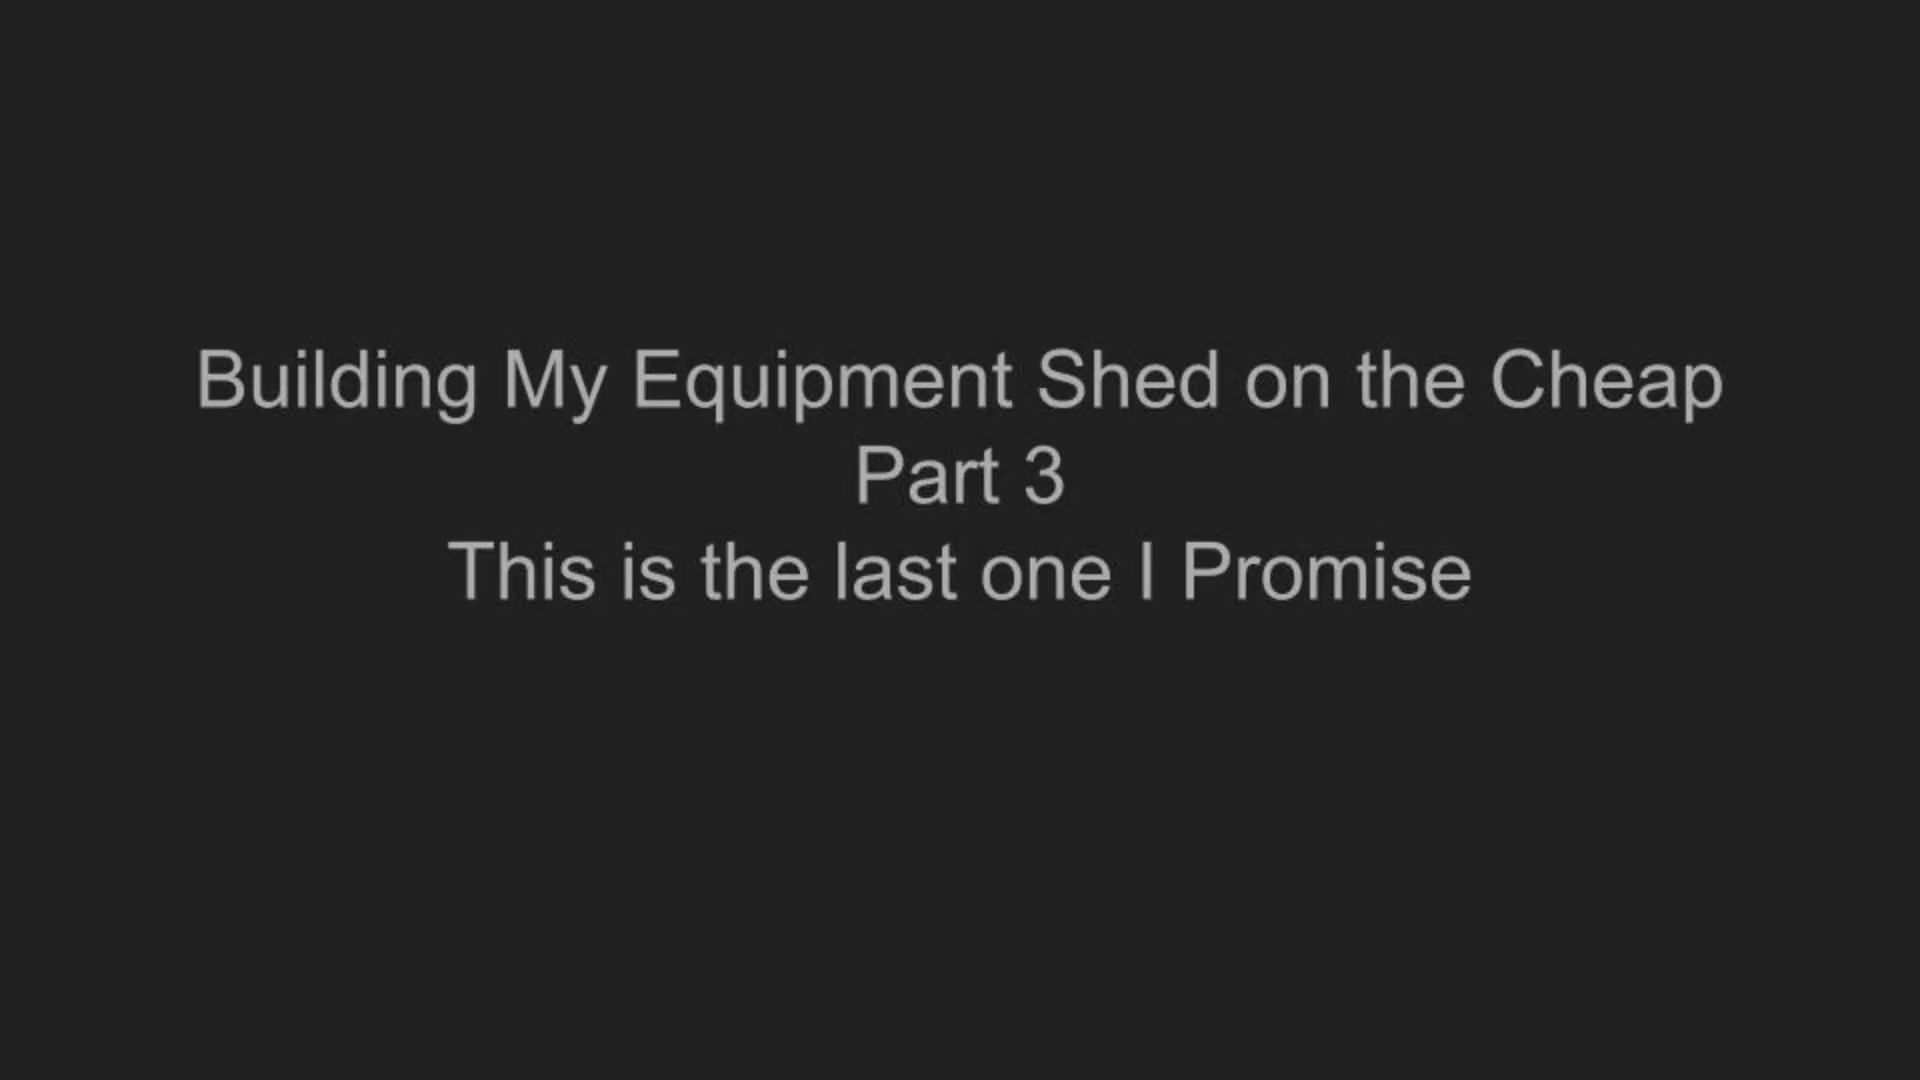 Building My Equipment Shed on the Cheap
Part 3
This is the last one I Promise